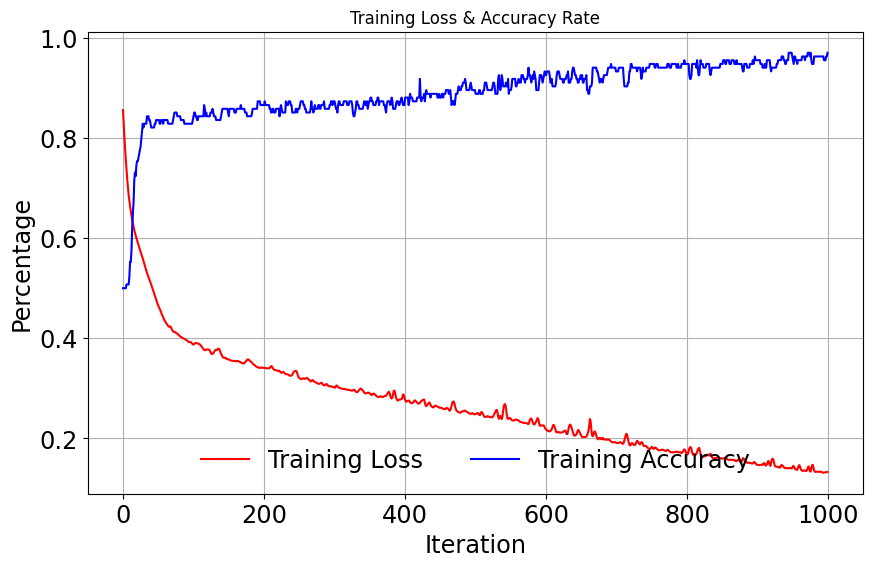 Training Loss & Accuracy Rate
1.0
0.8
0.6
0.4
0.2
Percentage
Training Loss Training Accuracy
0 200 400 600 800 1000
Iteration